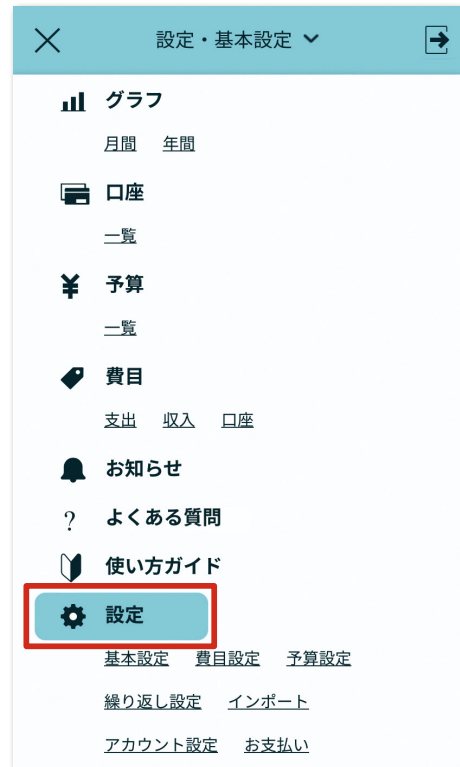 設定・基本設定
グラフ
月間 年間
口座
一覧
¥ 予算
一覧
費目
支出 収入 口座
お知らせ
? よくある質問
使い方ガイド
設定
基本設定 費目設定 予算設定
繰り返し設定 インポート
アカウント設定 お支払い